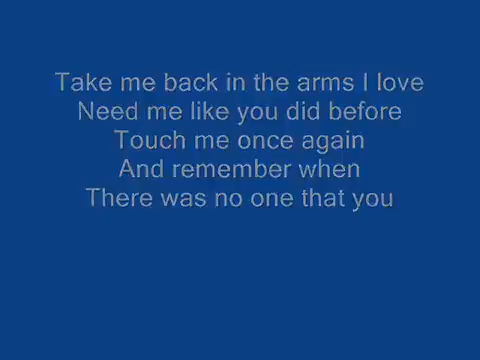 Take me back in the arms I love
Need me like you did before
Touch me once again
And remember when
There was no one that you